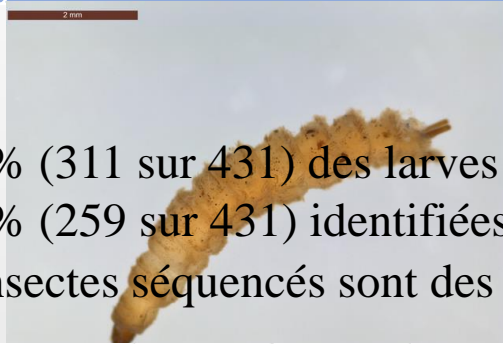 2 mm
% (311 sur 431) des larves
% (259 sur 431) identifiées
nsectes séquencés sont des